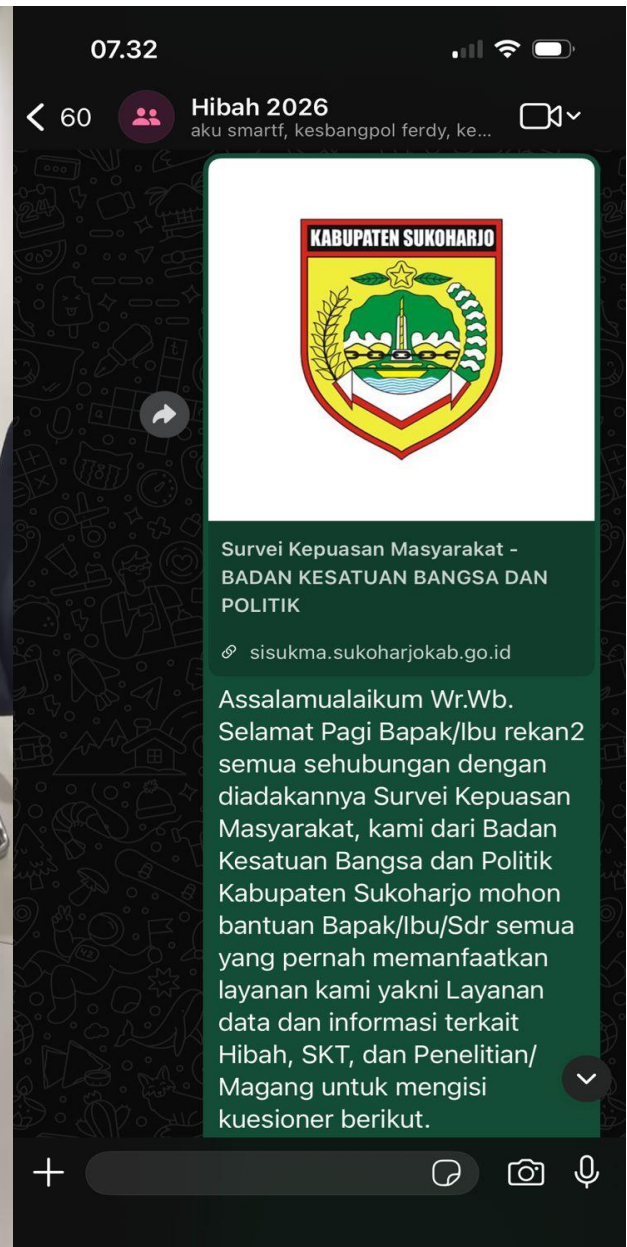 07.32
60
Hibah 2026
aku smartf, kesbangpol ferdy, ke...
KABUPATEN SUKOHARJO
Survei Kepuasan Masyarakat -
BADAN KESATUAN BANGSA DAN
POLITIK
sisukma.sukoharjokab.go.id
Assalamualaikum Wr.Wb.
Selamat Pagi Bapak/Ibu rekan2
semua sehubungan dengan
diadakannya Survei Kepuasan
Masyarakat, kami dari Badan
Kesatuan Bangsa dan Politik
Kabupaten Sukoharjo mohon
bantuan Bapak/Ibu/Sdr semua
yang pernah memanfaatkan
layanan kami yakni Layanan
data dan informasi terkait
Hibah, SKT, dan Penelitian/
Magang untuk mengisi
kuesioner berikut.